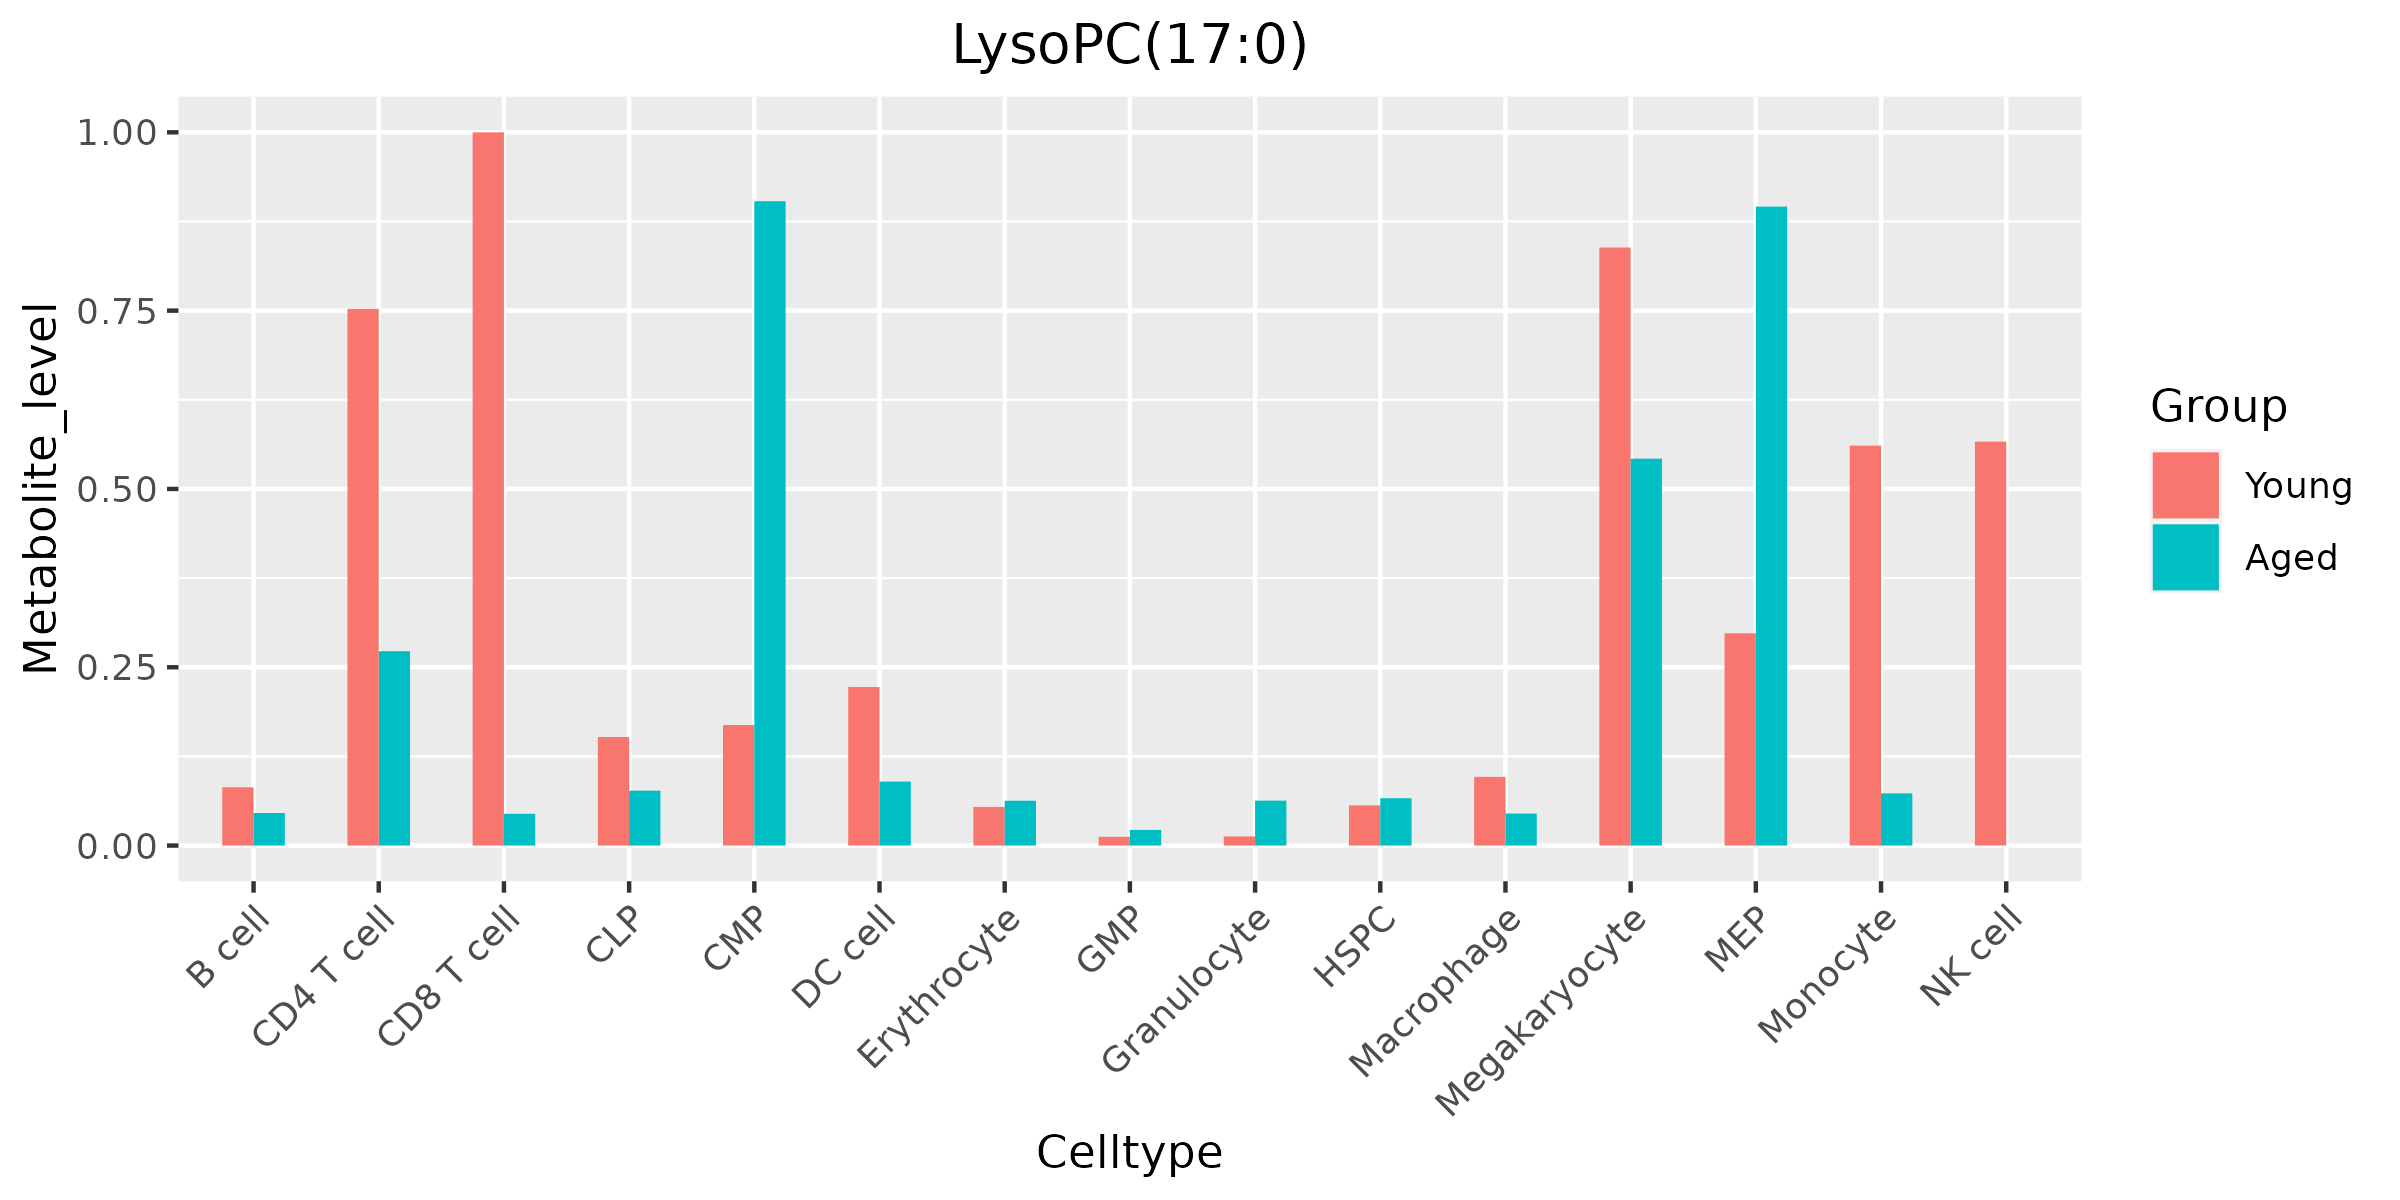 LysoPC(17:0)
Metabolite_level
1.00
0.75
0.50
0.25
0.00
B cell
CD4 T cell
CD8 T cell
CLP
CMP
DC cell
Erythrocyte
GMP
Granulocyte
HSPC
Macrophage
Megakaryocyte
MEP
Monocyte
NK cell
Celltype
Group
Young
Aged